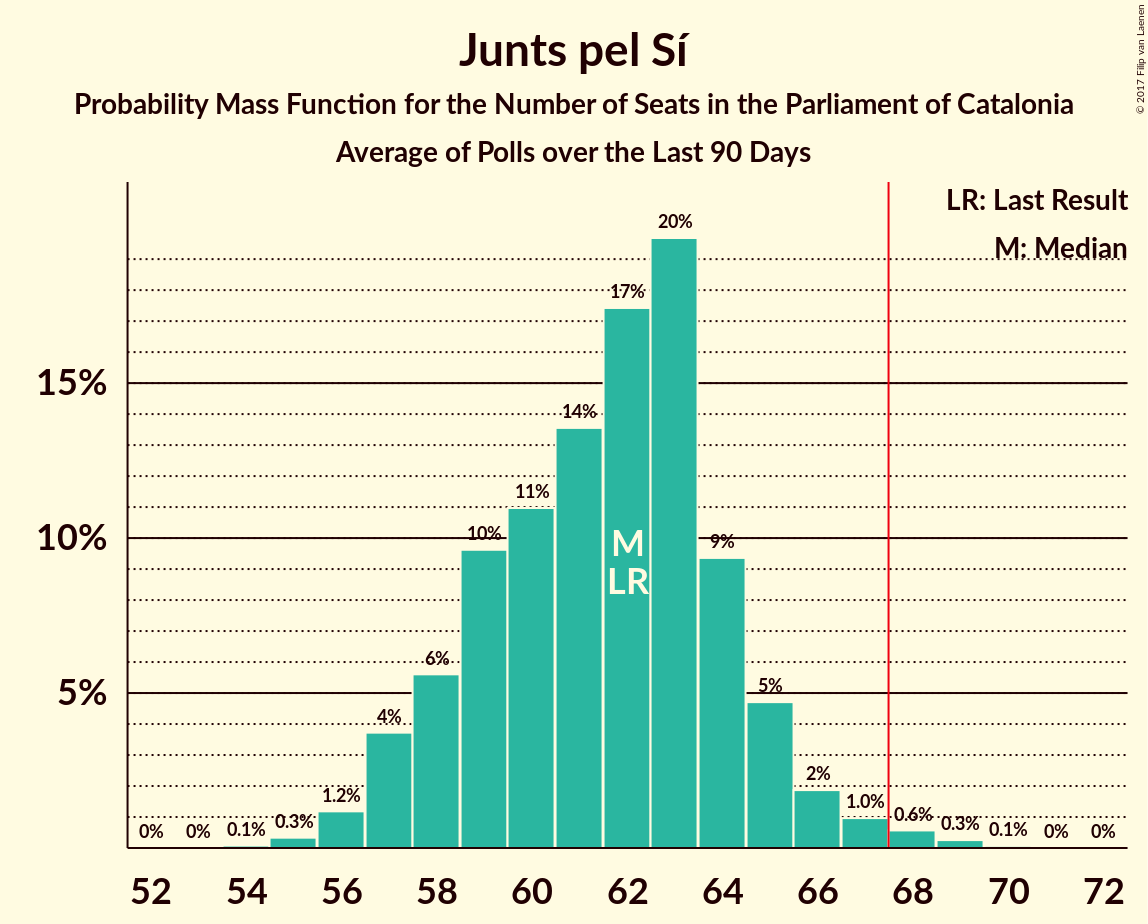 Junts pel Sí
Probability Mass Function for the Number of Seats in the Parliament of Catalonia
Average of Polls over the Last 90 Days
© 2017 Filip van Laenen
LR: Last Result
M: Median
20%
17%
15%
14%
11%
10%
10%
9%
M
LR
6%
5%
5%
4%
2%
1.2%
1.0%
0% 0% 0.1% 0.3% 0.6% 0.3% 0.1% 0% 0%
52 54 56 58 60 62 64 66 68 70 72